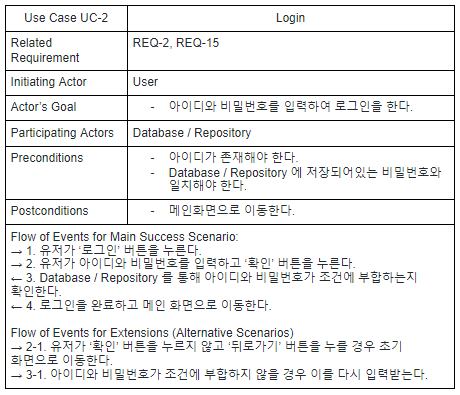 Use Case UC-2 Login
Related Requirement REQ-2, REQ-15
Initiating Actor User
Actor's Goal - 아이디와 비밀번호를 입력하여 로그인을 한다.
Participating Actors Database / Repository
Preconditions - 아이디가 존재해야 한다.
- Database / Repository 에 저장되어있는 비밀번호와
일치해야 한다.
Postconditions - 메인화면으로 이동한다.
Flow of Events for Main Success Scenario:
→ 1. 유저가 '로그인' 버튼을 누른다.
→ 2. 유저가 아이디와 비밀번호를 입력하고 '확인' 버튼을 누른다.
← 3. Database / Repository 를 통해 아이디와 비밀번호가 조건에 부합하는지
확인한다.
← 4. 로그인을 완료하고 메인 화면으로 이동한다.
Flow of Events for Extensions (Alternative Scenarios)
→ 2-1. 유저가 '확인' 버튼을 누르지 않고 '뒤로가기' 버튼을 누를 경우 초기
화면으로 이동한다.
→ 3-1. 아이디와 비밀번호가 조건에 부합하지 않을 경우 이를 다시 입력받는다.